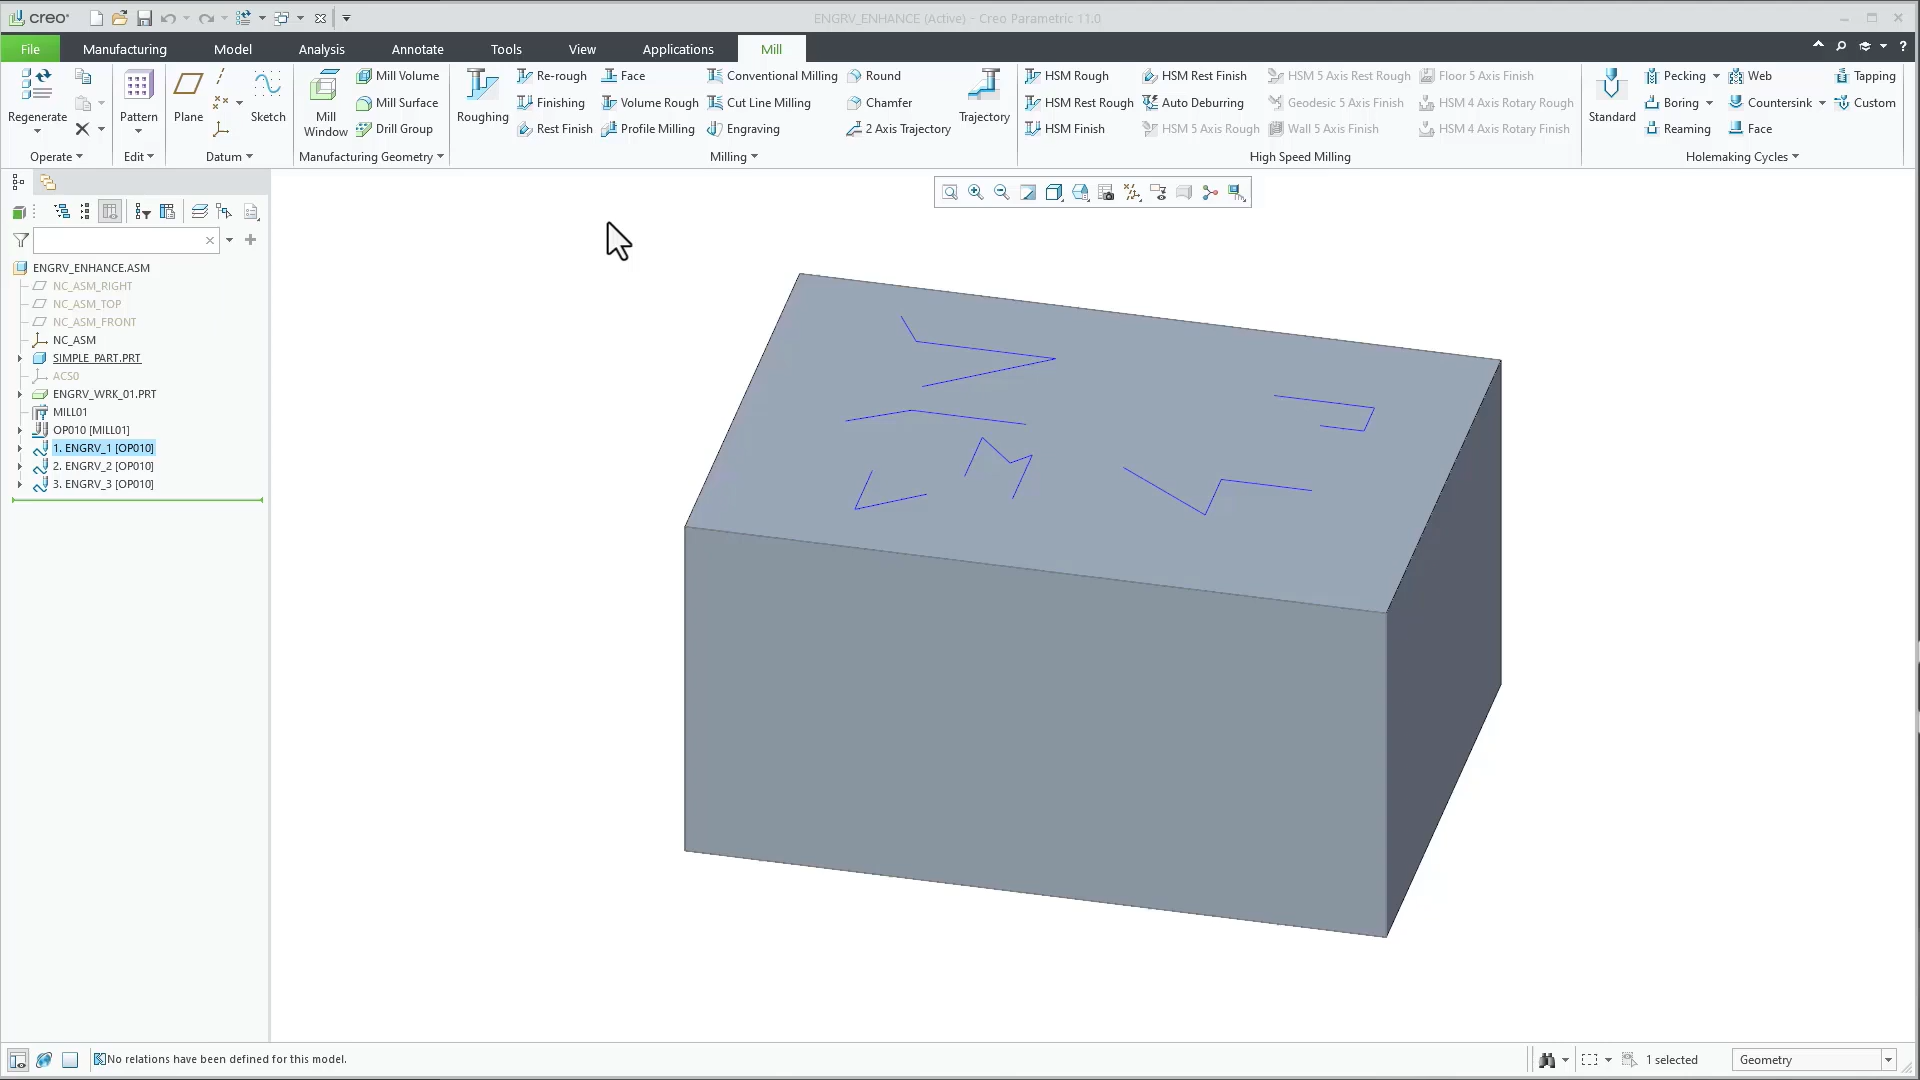 creo
ENGRV_ENHANCE (Active) - Creo Parametric 11.0
File Manufacturing Model Analysis Annotate Tools View Applications Mill
Regenerate
Operate
Pattern
Edit
Plane
Sketch
Datum
Mill Window
Mill Volume
Mill Surface
Drill Group
Manufacturing Geometry
Roughing
Re-rough
Finishing
Rest Finish
Face
Volume Rough
Profile Milling
Conventional Milling
Cut Line Milling
Engraving
Round
Chamfer
2 Axis Trajectory
Trajectory
Milling
HSM Rough
HSM Rest Rough
HSM Finish
HSM Rest Finish
Auto Deburring
HSM 5 Axis Rough
HSM 5 Axis Rest Rough
Geodesic 5 Axis Finish
Wall 5 Axis Finish
Floor 5 Axis Finish
HSM 4 Axis Rotary Rough
HSM 4 Axis Rotary Finish
High Speed Milling
Standard
Pecking
Boring
Reaming
Web
Countersink
Face
Tapping
Custom
Holemaking Cycles
ENGRV_ENHANCE.ASM
NC_ASM_RIGHT
NC_ASM_TOP
NC_ASM_FRONT
NC_ASM
SIMPLE_PART.PRT
ACS0
ENGRV_WRK_01.PRT
MILL01
OP010 [MILL01]
1. ENGRV_1 [OP010]
2. ENGRV_2 [OP010]
3. ENGRV_3 [OP010]
No relations have been defined for this model.
1 selected
Geometry